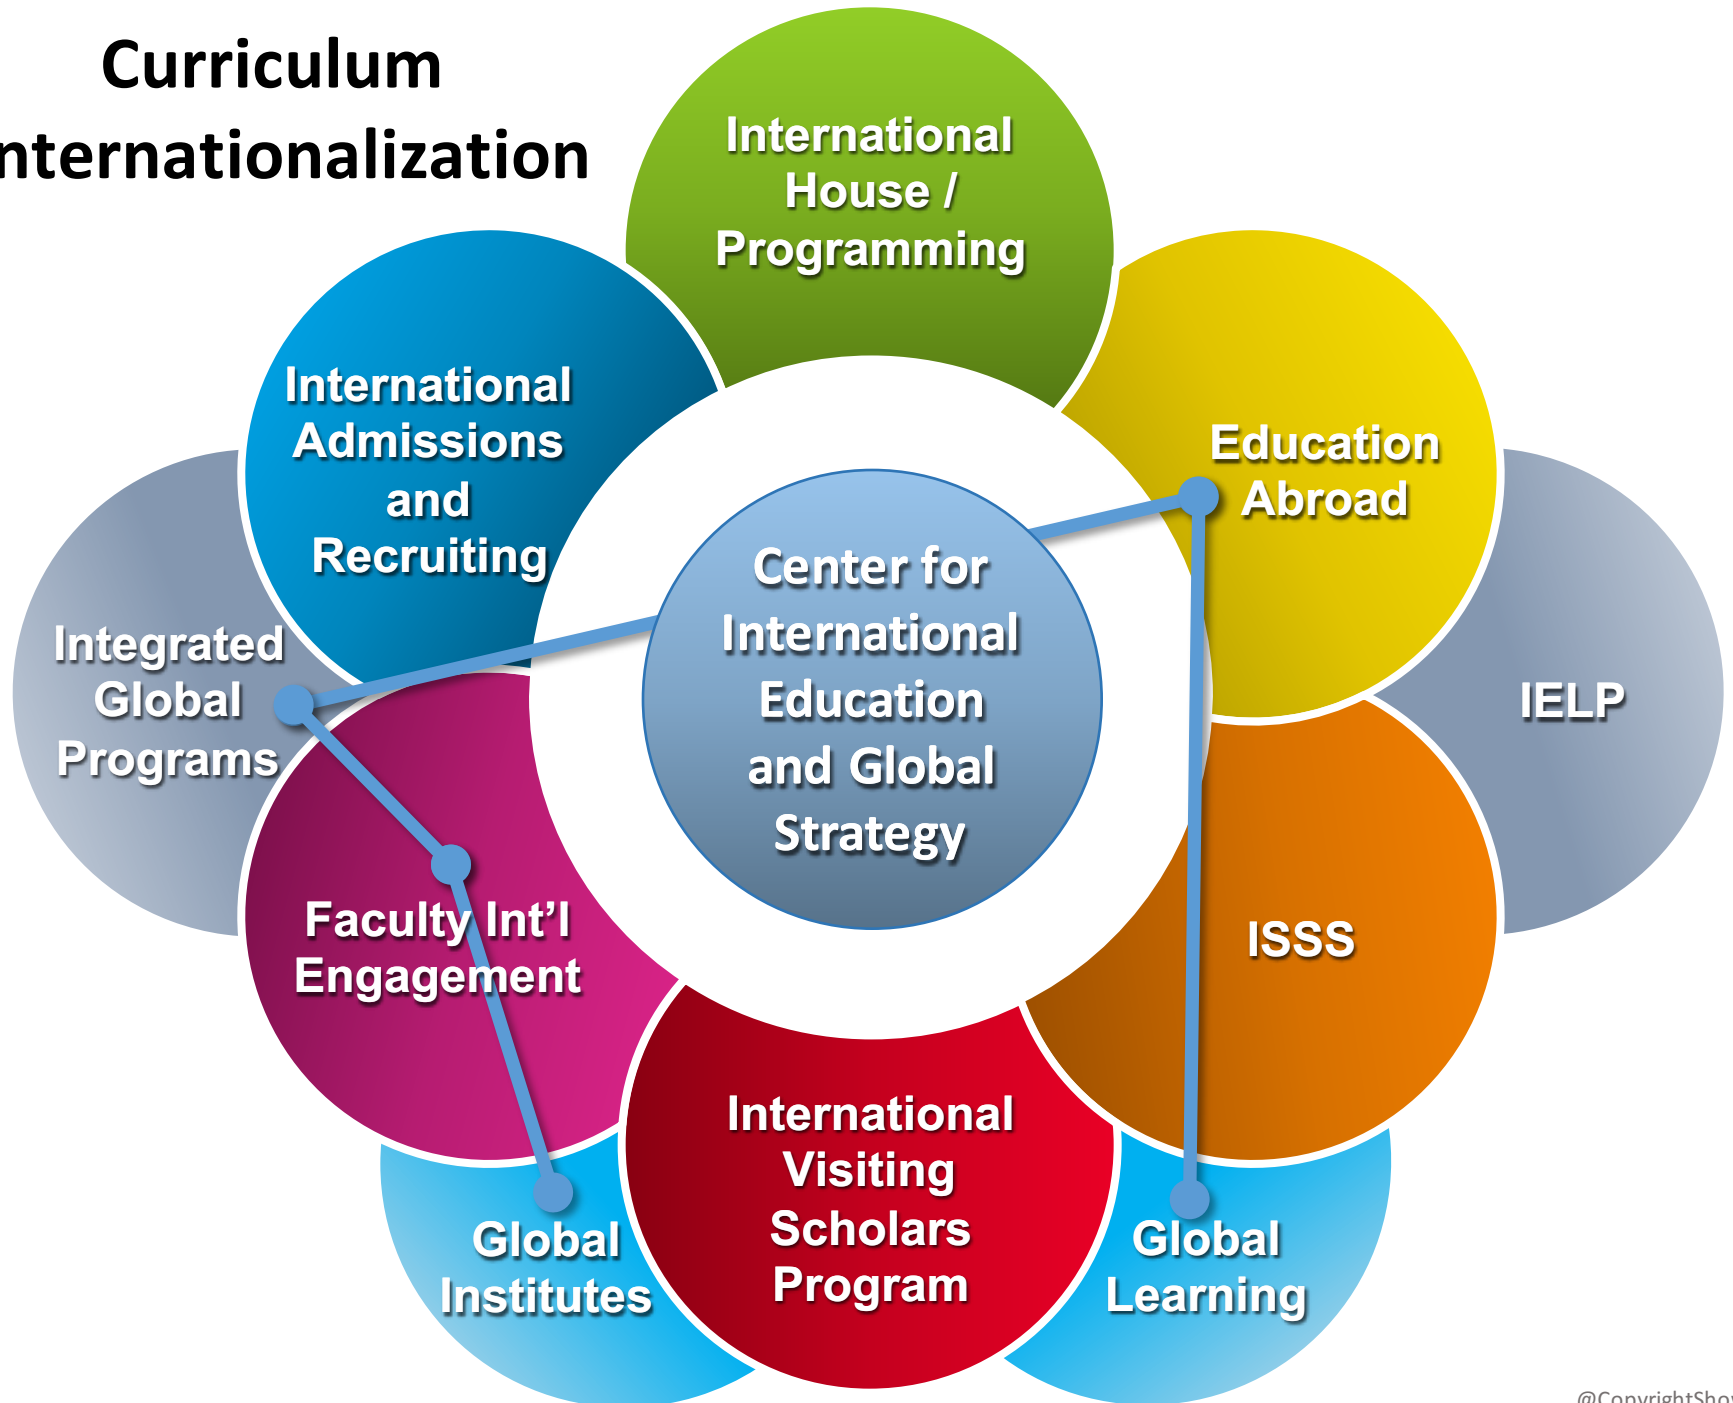 Curriculum
nternationalization
International
House /
Programming
International
Admissions
and
Recruiting
Education
Abroad
Center for
International
Education
and Global
Strategy
Integrated
Global
Programs
IELP
Faculty Int’l
Engagement
ISSS
International
Visiting
Scholars
Program
Global
Institutes
Global
Learning
@CopyrightSho